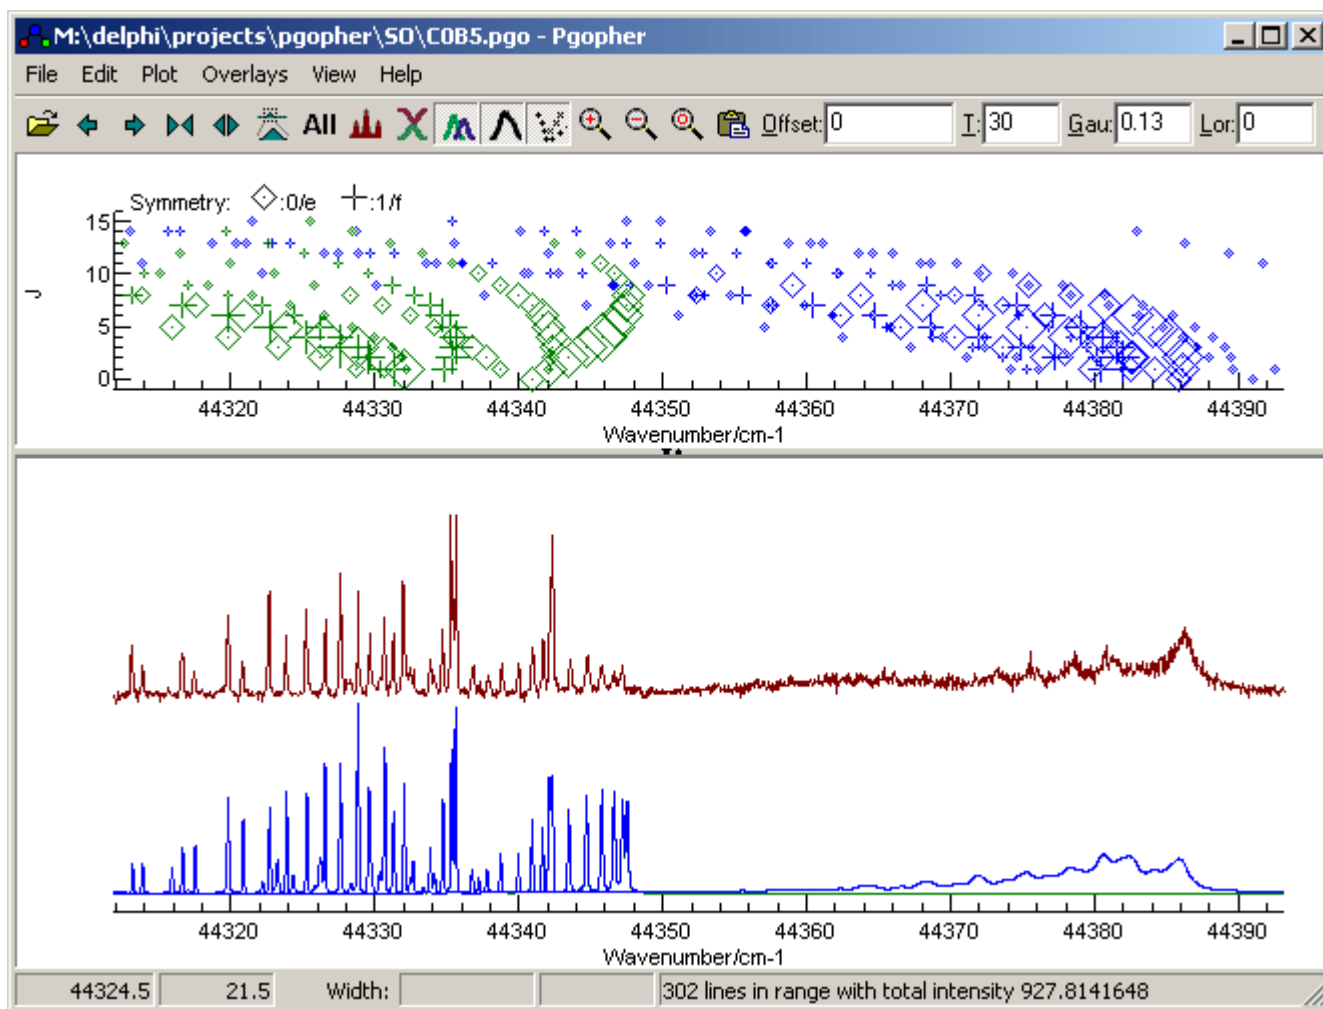 M:\delphi\projects\pgopher\SO\C0B5.pgo - Pgopher
File Edit Plot Overlays View Help
All Offset: 0 T: 30 Gau: 0.13 Lor: 0
Symmetry: :0/e :1/f
15
10
5
0
J
44320 44330 44340 44350 44360 44370 44380 44390
Wavenumber/cm-1
44320 44330 44340 44350 44360 44370 44380 44390
Wavenumber/cm-1
44324.5 21.5 Width: 302 lines in range with total intensity 927.8141648